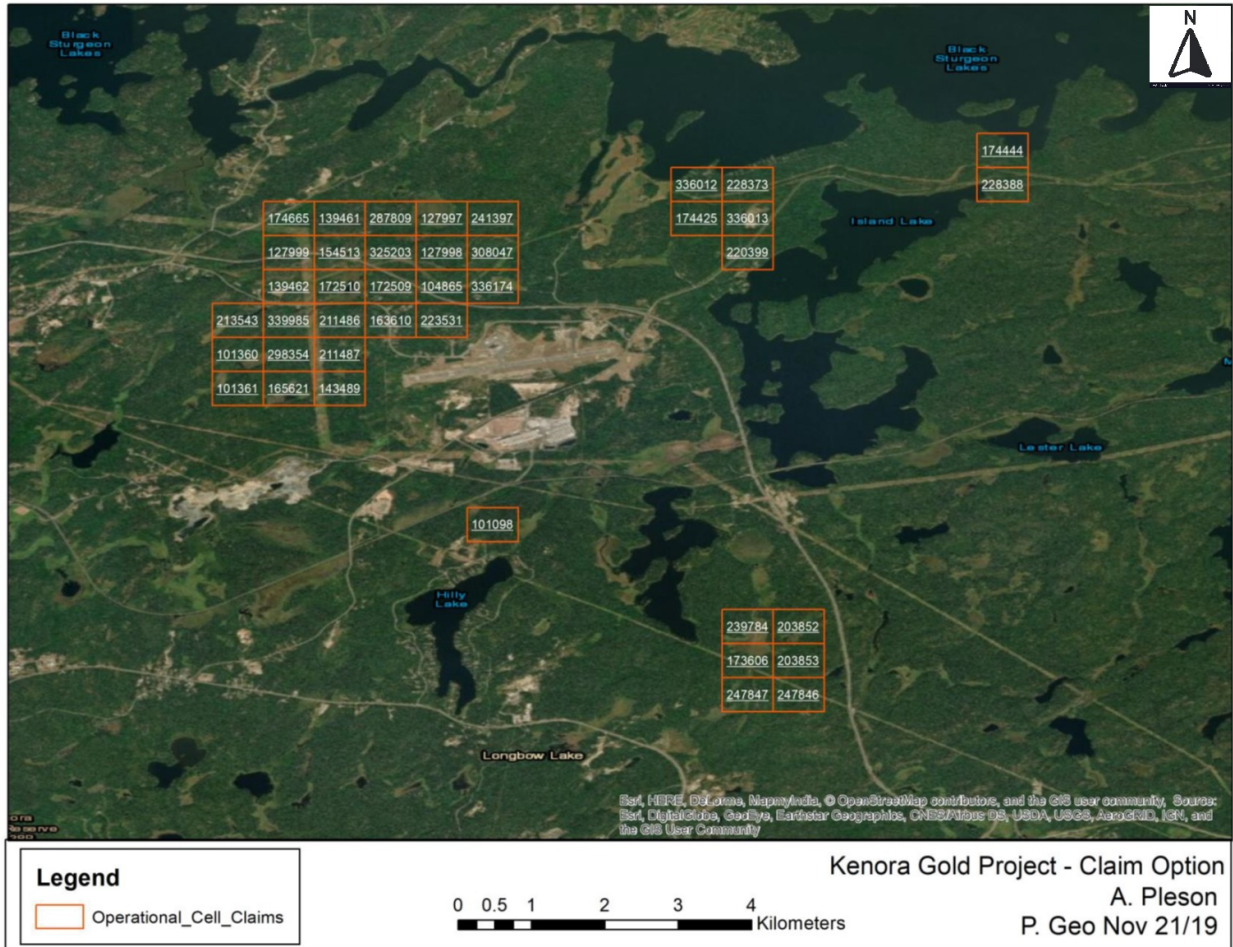 Black
Sturgeon
Lakes
Black
Sturgeon
Lakes
N
174444
336012 228373
228388
174665 139461 287809 127997 241397
174425 336013
Island Lake
127999 154513 325203 127998 308047
220399
139462 172510 172509 104865 336174
213543 339985 211486 163610 223531
101360 298354 211487
101361 165621 143489
Lester Lake
101098
Hilly
Lake
239784 203852
173606 203853
247847 247846
Longbow Lake
Esri, HERE, DeLorme, MapmyIndia, © OpenStreetMap contributors, and the GIS user community, Source:
Esri, DigitalGlobe, GeoEye, Earthstar Geographics, CNES/Airbus DS, USDA, USGS, AeroGRID, IGN, and
the GIS User Community
Legend
Operational_Cell_Claims
0 0.5 1 2 3 4
Kilometers
Kenora Gold Project - Claim Option
A. Pleson
P. Geo Nov 21/19